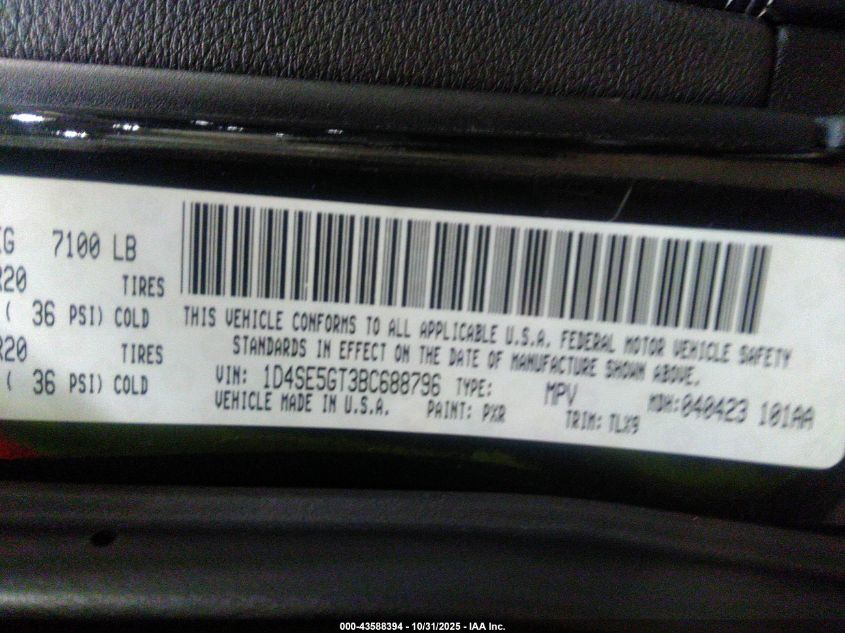 7100 LB
R20 TIRES
( 36 PSI) COLD
R20 TIRES
( 36 PSI) COLD
THIS VEHICLE CONFORMS TO ALL APPLICABLE U.S.A. FEDERAL MOTOR VEHICLE SAFETY
STANDARDS IN EFFECT ON THE DATE OF MANUFACTURE SHOWN ABOVE.
VIN: 1D4SE5GT3BC688796 TYPE: MPV MDH:040423 101AA
VEHICLE MADE IN U.S.A. PAINT: PXR TRIM: TLX9
000-43588394 - 10/31/2025 - IAA Inc.